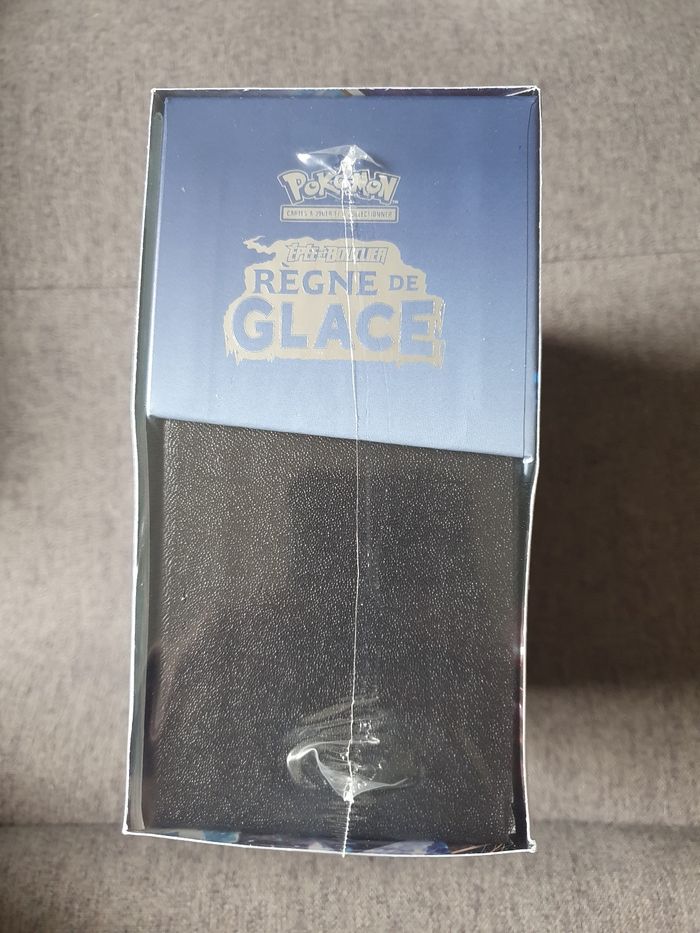 POKÉMON
CARTES À JOUER ET À COLLECTIONNER
ÉPÉE ET BOUCLIER
RÈGNE DE
GLACE